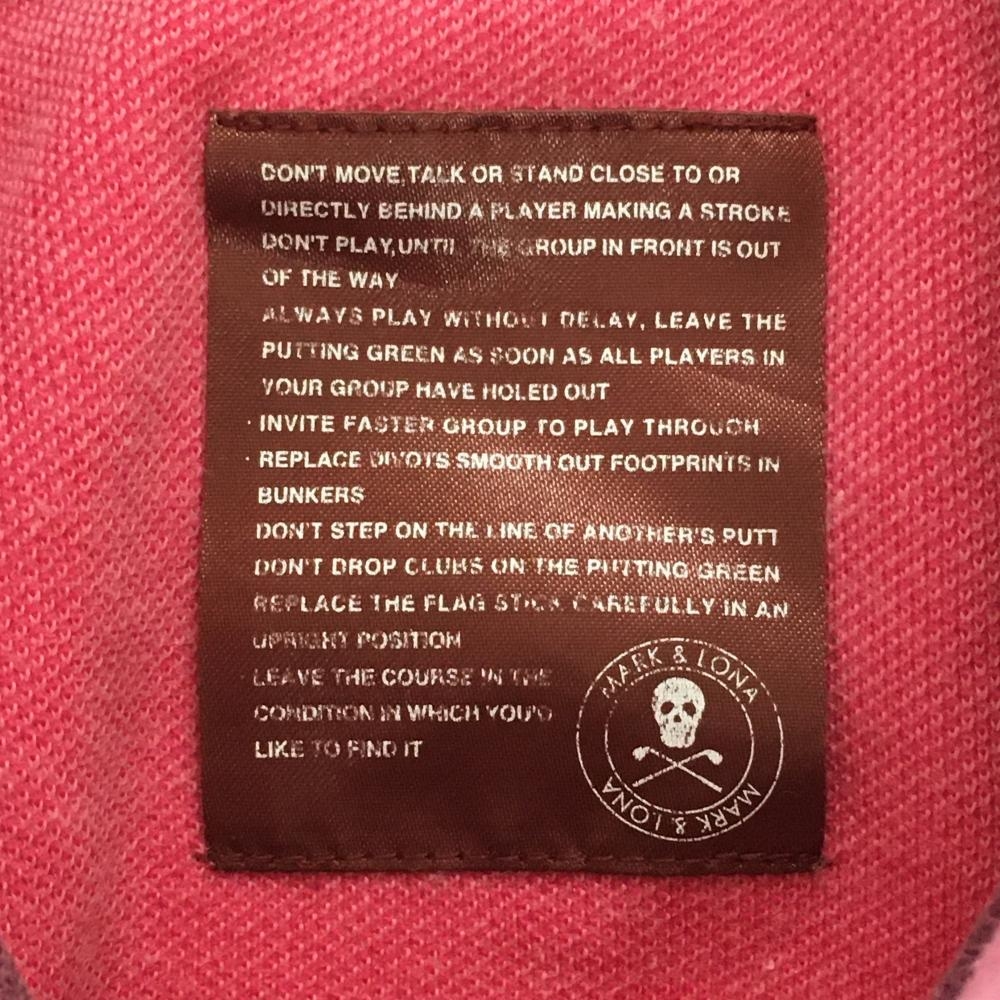 DON'T MOVE,TALK OR STAND CLOSE TO OR
DIRECTLY BEHIND A PLAYER MAKING A STROKE
DON'T PLAY,UNTIL THE GROUP IN FRONT IS OUT
OF THE WAY
ALWAYS PLAY WITHOUT DELAY, LEAVE THE
PUTTING GREEN AS SOON AS ALL PLAYERS IN
YOUR GROUP HAVE HOLED OUT
· INVITE FASTER GROUP TO PLAY THROUGH
· REPLACE DIVOTS SMOOTH OUT FOOTPRINTS IN
BUNKERS
DON'T STEP ON THE LINE OF ANOTHER'S PUTT
DON'T DROP CLUBS ON THE PUTTING GREEN
REPLACE THE FLAG STICK CAREFULLY IN AN
UPRIGHT POSITION
LEAVE THE COURSE IN THE
CONDITION IN WHICH YOU'D
LIKE TO FIND IT
MARK & LONA
MARK & LONA